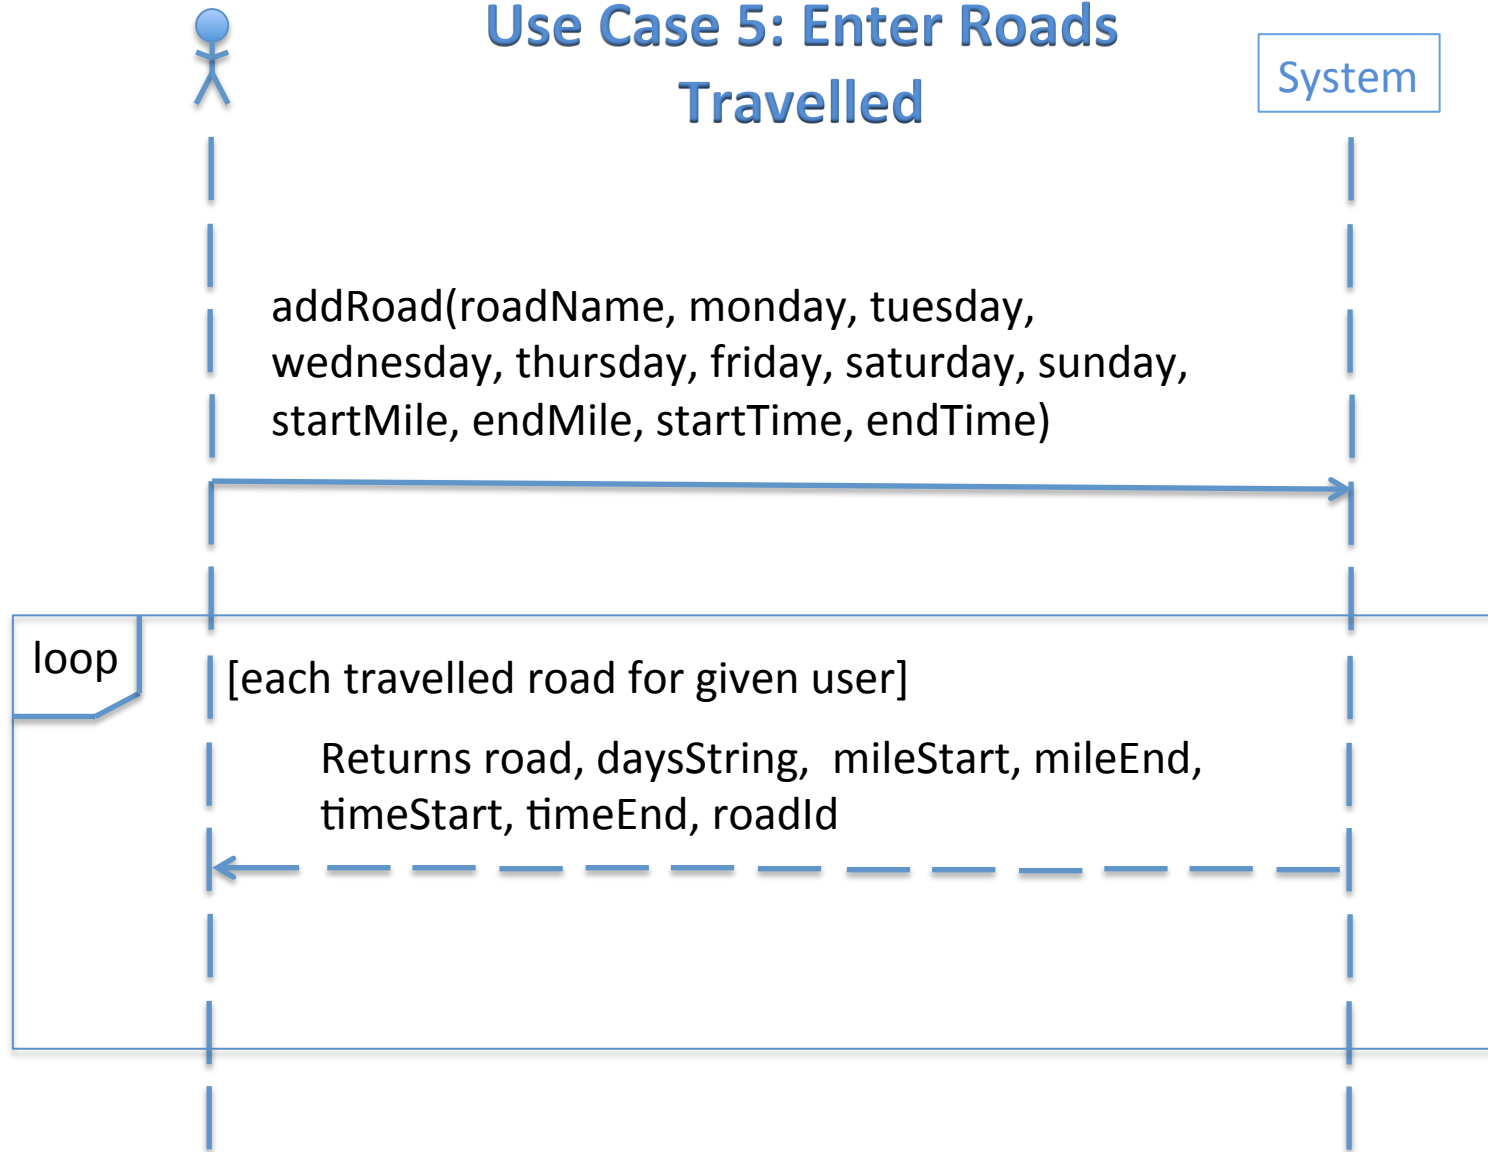 Use Case 5: Enter Roads
Travelled
System
addRoad(roadName, monday, tuesday,
wednesday, thursday, friday, saturday, sunday,
startMile, endMile, startTime, endTime)
loop
[each travelled road for given user]
Returns road, daysString,  mileStart, mileEnd,
timeStart, timeEnd, roadId